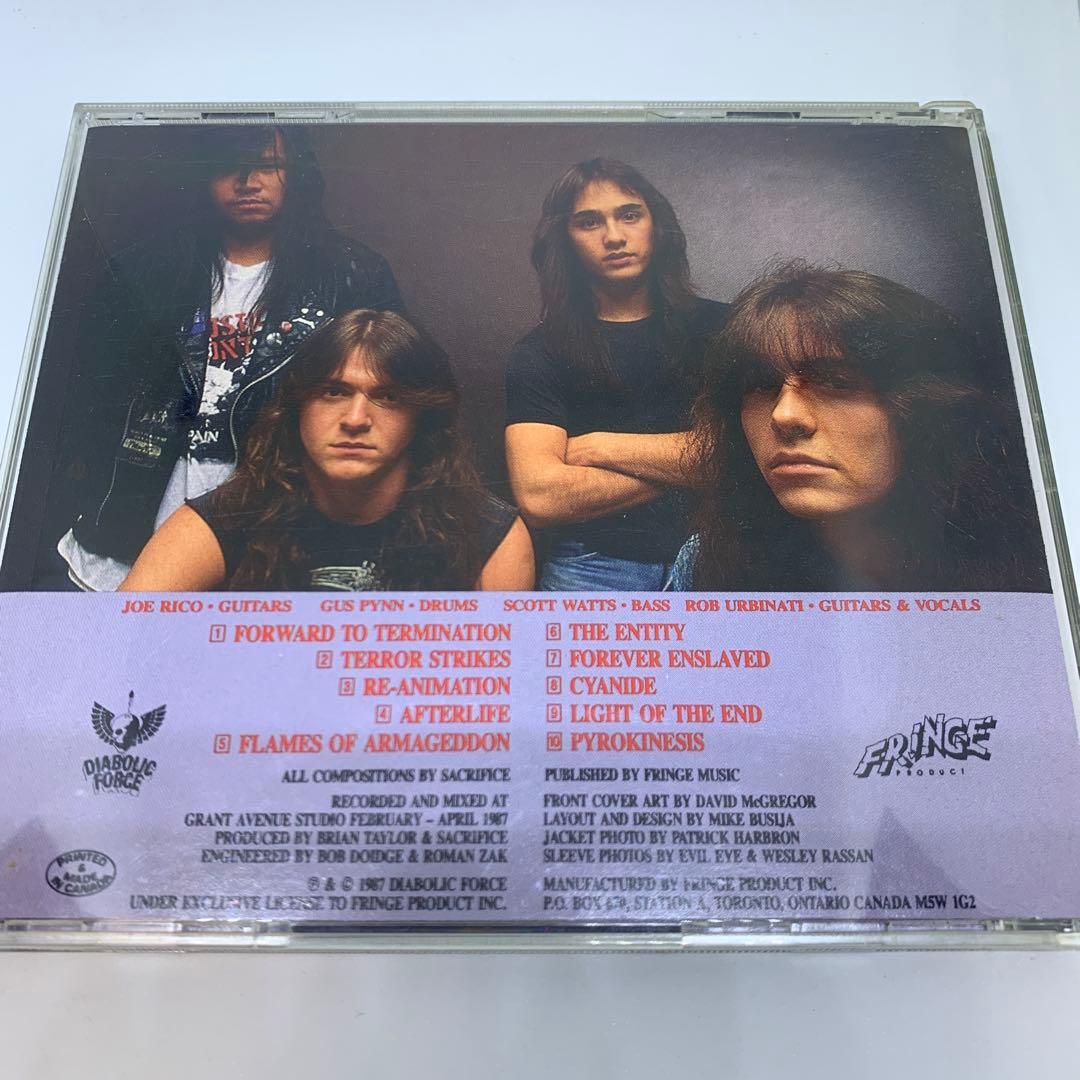 PAIN
JOE RICO • GUITARS GUS PYNN • DRUMS SCOTT WATTS • BASS ROB URBINATI • GUITARS & VOCALS
1 FORWARD TO TERMINATION
2 TERROR STRIKES
3 RE-ANIMATION
4 AFTERLIFE
5 FLAMES OF ARMAGEDDON
6 THE ENTITY
7 FOREVER ENSLAVED
8 CYANIDE
9 LIGHT OF THE END
10 PYROKINESIS
DIABOLIC
FORCE
FRINGE
PRODUCT
ALL COMPOSITIONS BY SACRIFICE
PUBLISHED BY FRINGE MUSIC
RECORDED AND MIXED AT
GRANT AVENUE STUDIO FEBRUARY – APRIL 1987
PRODUCED BY BRIAN TAYLOR & SACRIFICE
ENGINEERED BY BOB DOIDGE & ROMAN ZAK
FRONT COVER ART BY DAVID McGREGOR
LAYOUT AND DESIGN BY MIKE BUSIJA
JACKET PHOTO BY PATRICK HARBRON
SLEEVE PHOTOS BY EVIL EYE & WESLEY RASSAN
PRINTED
&
MADE
IN CANADA
℗ & © 1987 DIABOLIC FORCE
UNDER EXCLUSIVE LICENSE TO FRINGE PRODUCT INC.
MANUFACTURED BY FRINGE PRODUCT INC.
P.O. BOX 670, STATION A, TORONTO, ONTARIO CANADA M5W 1G2